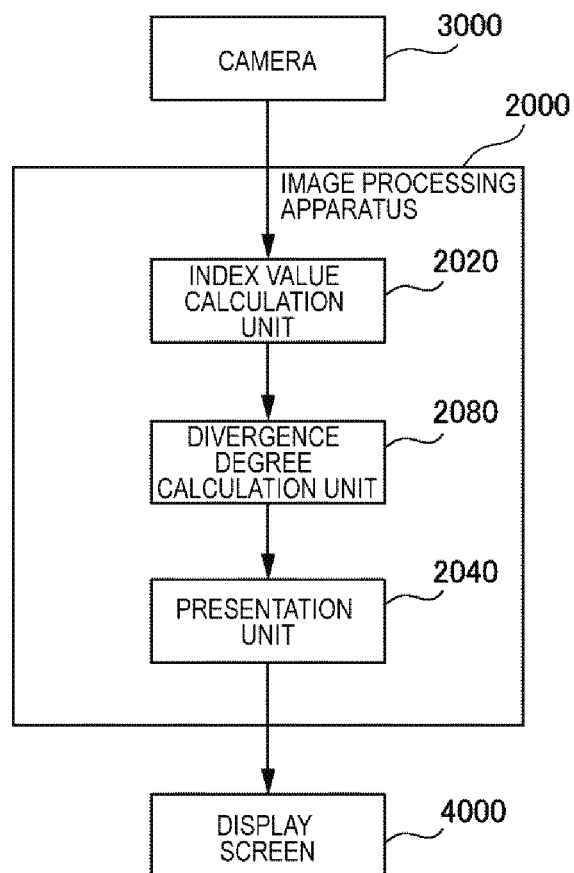 3000
CAMERA
2000
IMAGE PROCESSING
APPARATUS
2020
INDEX VALUE
CALCULATION
UNIT
2080
DIVERGENCE
DEGREE
CALCULATION UNIT
2040
PRESENTATION
UNIT
4000
DISPLAY
SCREEN